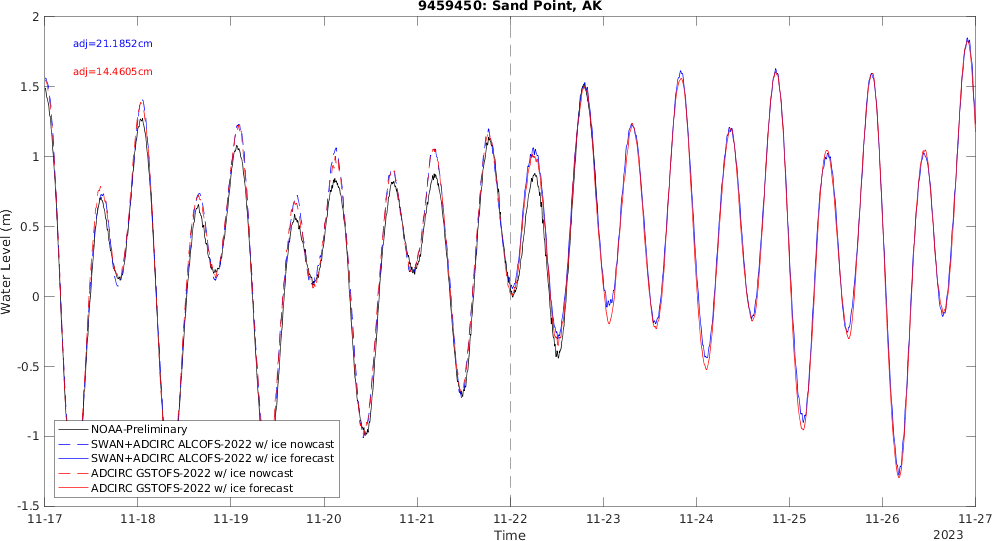 9459450: Sand Point, AK
adj=21.1852cm
adj=14.4605cm
Water Level (m)
2
1.5
1
0.5
0
-0.5
-1
-1.5
NOAA-Preliminary
SWAN+ADCIRC ALCOFS-2022 w/ ice nowcast
SWAN+ADCIRC ALCOFS-2022 w/ ice forecast
ADCIRC GSTOFS-2022 w/ ice nowcast
ADCIRC GSTOFS-2022 w/ ice forecast
11-17 11-18 11-19 11-20 11-21 11-22 11-23 11-24 11-25 11-26 11-27
Time
2023